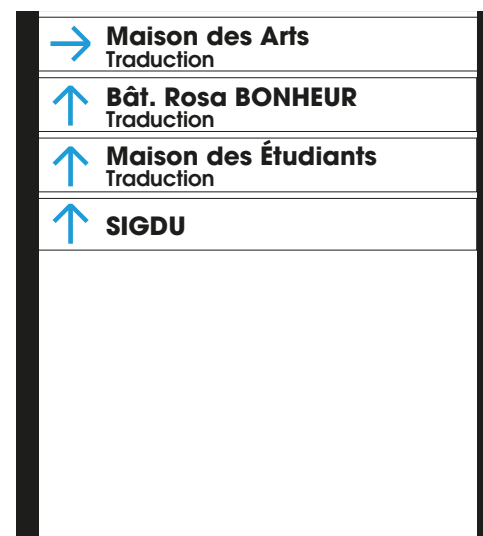 Maison des Arts
Traduction
Bât. Rosa BONHEUR
Traduction
Maison des Étudiants
Traduction
SIGDU